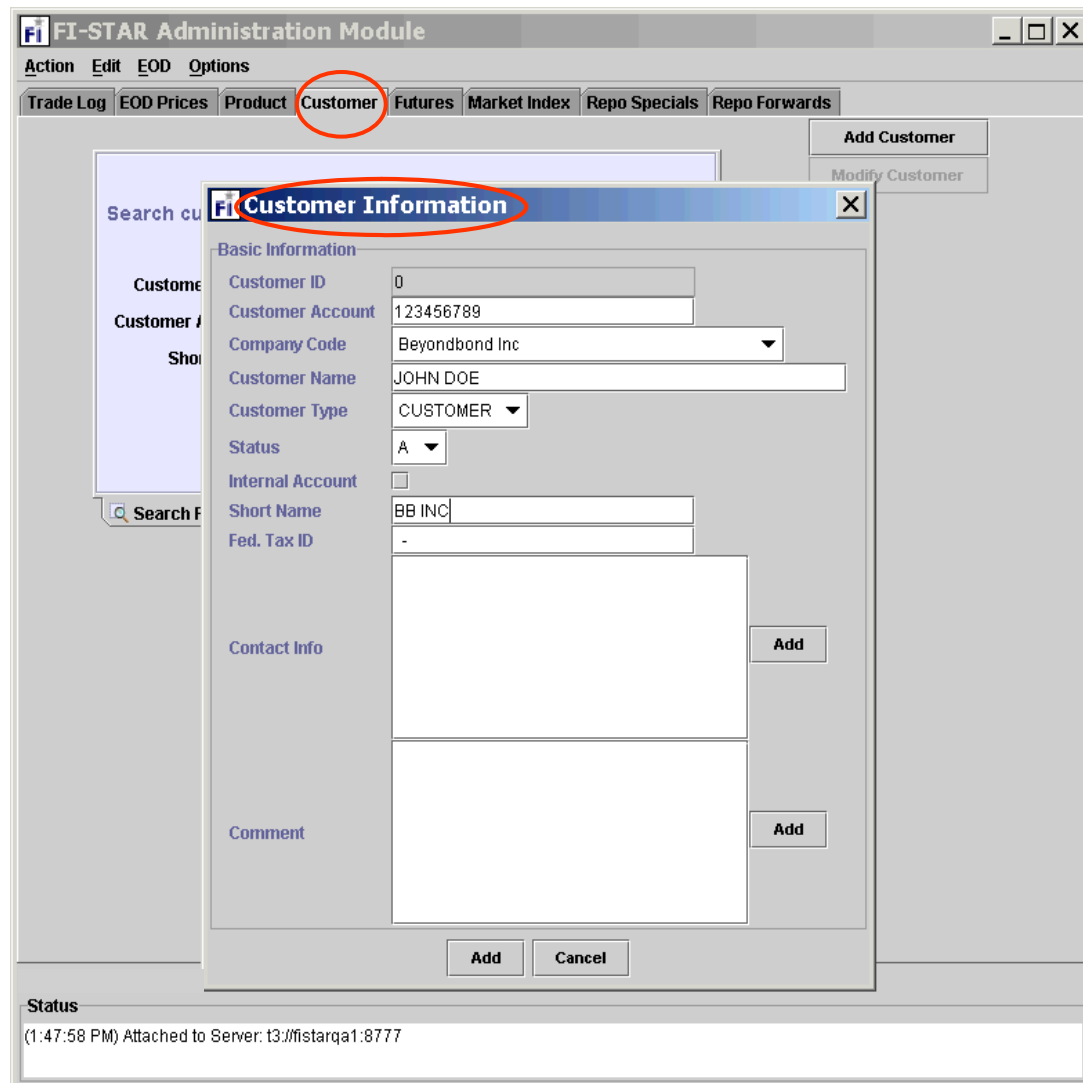 Fi FI-STAR Administration Module
Action Edit EOD Options
Trade Log EOD Prices Product Customer Futures Market Index Repo Specials Repo Forwards
Add Customer
Modify Customer
Search cu
Custome
Customer A
Shor
Search F
Fi Customer Information
Basic Information
Customer ID 0
Customer Account 123456789
Company Code Beyondbond Inc
Customer Name JOHN DOE
Customer Type CUSTOMER
Status A
Internal Account
Short Name BB INC
Fed. Tax ID -
Contact Info Add
Comment Add
Add Cancel
Status
(1:47:58 PM) Attached to Server: t3://fistarqa1:8777